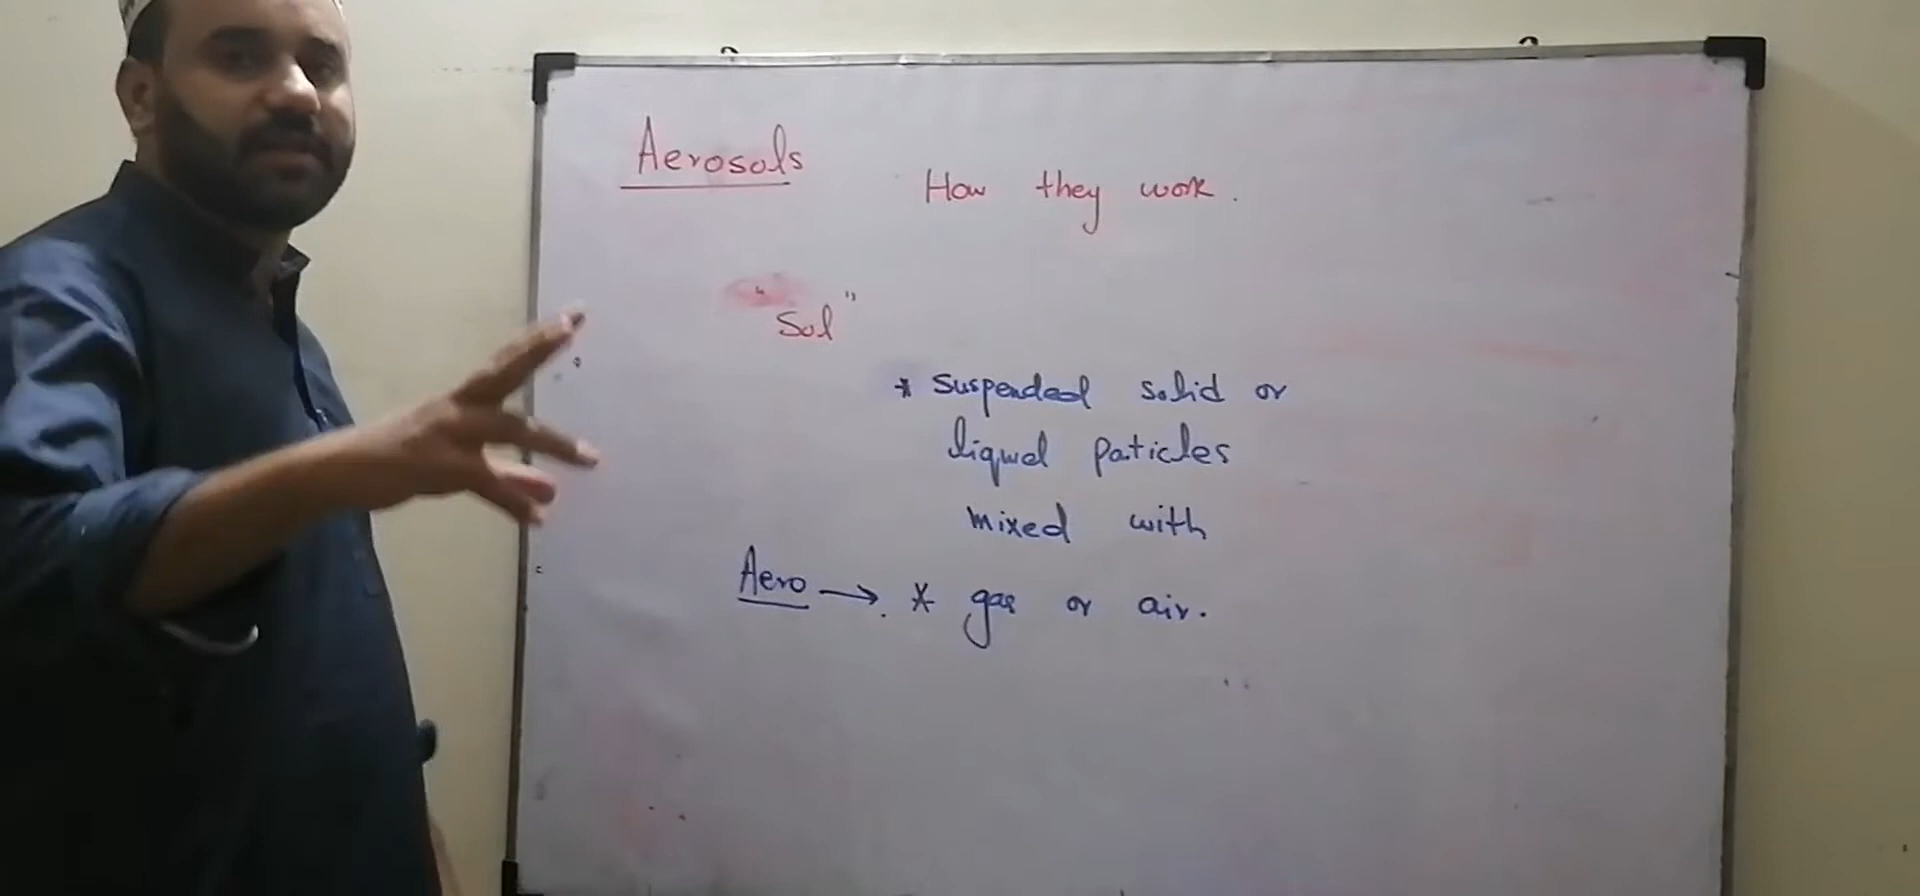 Aerosols
How they work.
"Sol"
* Suspended solid or
liquid paticles
mixed with
Aero → * gas or air.